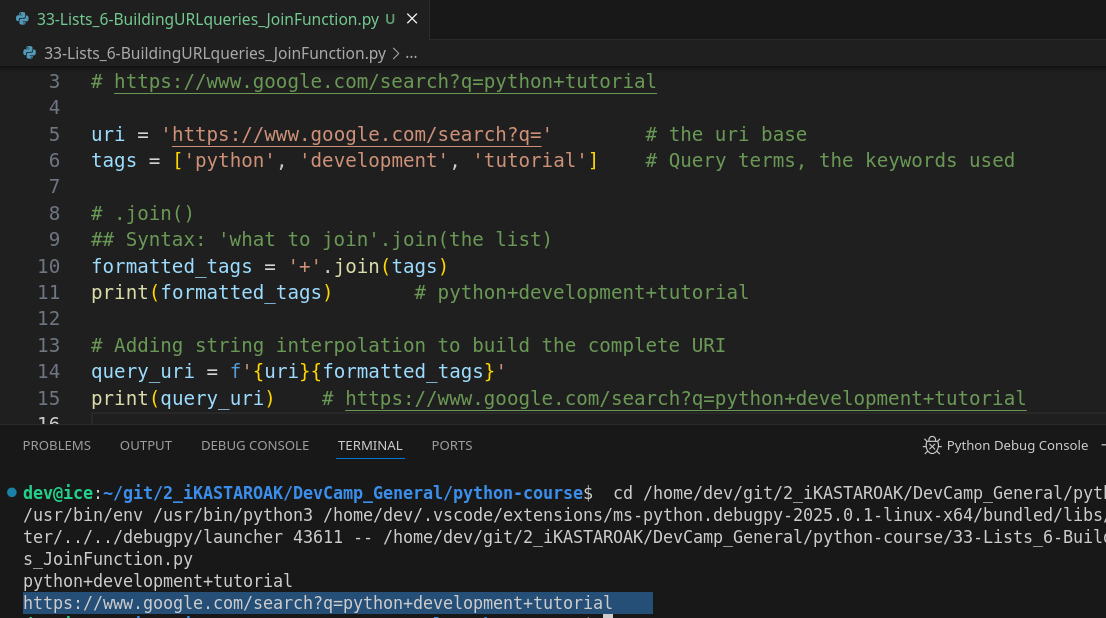 33-Lists_6-BuildingURLqueries_JoinFunction.py U ×
33-Lists_6-BuildingURLqueries_JoinFunction.py > ...
3 # https://www.google.com/search?q=python+tutorial
4
5 uri = 'https://www.google.com/search?q=' # the uri base
6 tags = ['python', 'development', 'tutorial'] # Query terms, the keywords used
7
8 # .join()
9 ## Syntax: 'what to join'.join(the list)
10 formatted_tags = '+'.join(tags)
11 print(formatted_tags) # python+development+tutorial
12
13 # Adding string interpolation to build the complete URI
14 query_uri = f'{uri}{formatted_tags}'
15 print(query_uri) # https://www.google.com/search?q=python+development+tutorial
16
PROBLEMS OUTPUT DEBUG CONSOLE TERMINAL PORTS Python Debug Console
dev@ice:~/git/2_iKASTAROAK/DevCamp_General/python-course$ cd /home/dev/git/2_iKASTAROAK/DevCamp_General/pyth
/usr/bin/env /usr/bin/python3 /home/dev/.vscode/extensions/ms-python.debugpy-2025.0.1-linux-x64/bundled/libs/
ter/../../debugpy/launcher 43611 -- /home/dev/git/2_iKASTAROAK/DevCamp_General/python-course/33-Lists_6-Build
s_JoinFunction.py
python+development+tutorial
https://www.google.com/search?q=python+development+tutorial